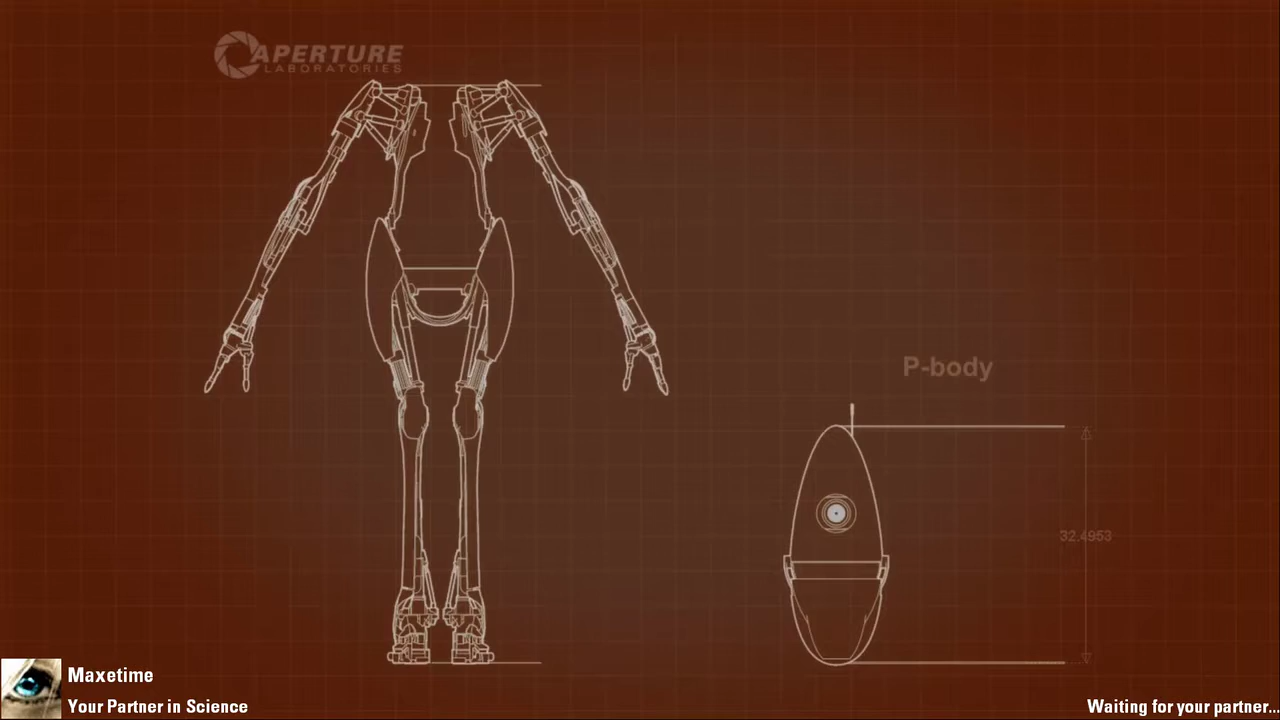 APERTURE
LABORATORIES
P-body
32.4953
Maxetime
Your Partner in Science
Waiting for your partner...